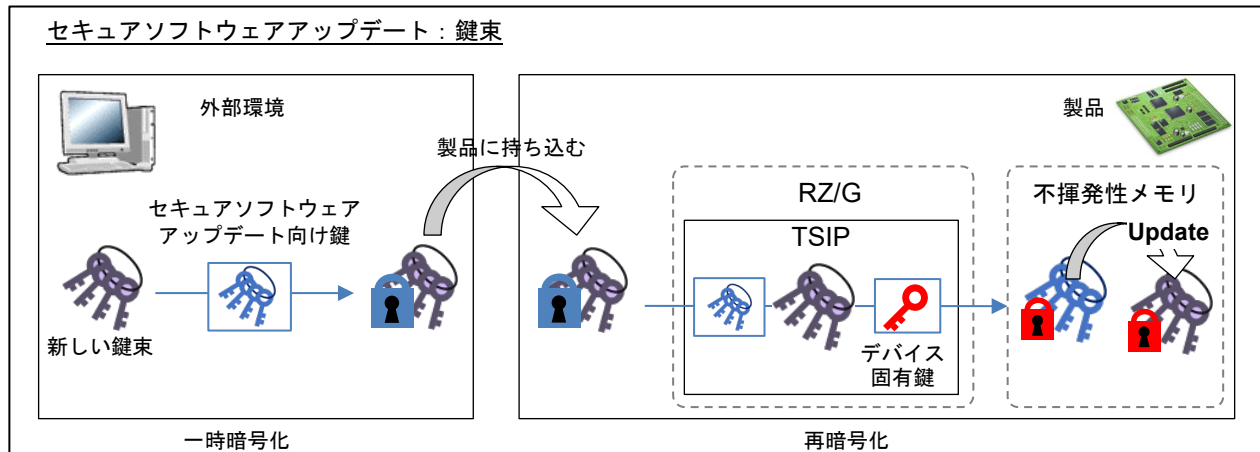 セキュアソフトウェアアップデート：鍵束
外部環境
製品
製品に持ち込む
セキュアソフトウェア
アップデート向け鍵
新しい鍵束
RZ/G
TSIP
デバイス
固有鍵
不揮発性メモリ
Update
一時暗号化
再暗号化